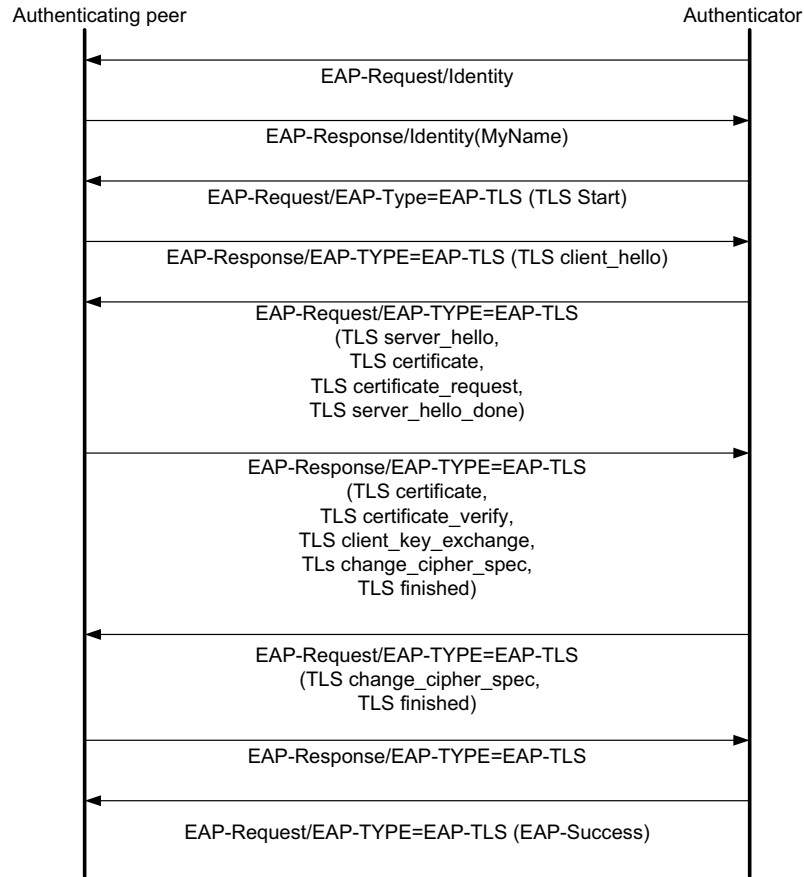 Authenticating peer
Authenticator
EAP-Request/Identity
EAP-Response/Identity(MyName)
EAP-Request/EAP-Type=EAP-TLS (TLS Start)
EAP-Response/EAP-TYPE=EAP-TLS (TLS client_hello)
EAP-Request/EAP-TYPE=EAP-TLS
(TLS server_hello,
TLS certificate,
TLS certificate_request,
TLS server_hello_done)
EAP-Response/EAP-TYPE=EAP-TLS
(TLS certificate,
TLS certificate_verify,
TLS client_key_exchange,
TLs change_cipher_spec,
TLS finished)
EAP-Request/EAP-TYPE=EAP-TLS
(TLS change_cipher_spec,
TLS finished)
EAP-Response/EAP-TYPE=EAP-TLS
EAP-Request/EAP-TYPE=EAP-TLS (EAP-Success)